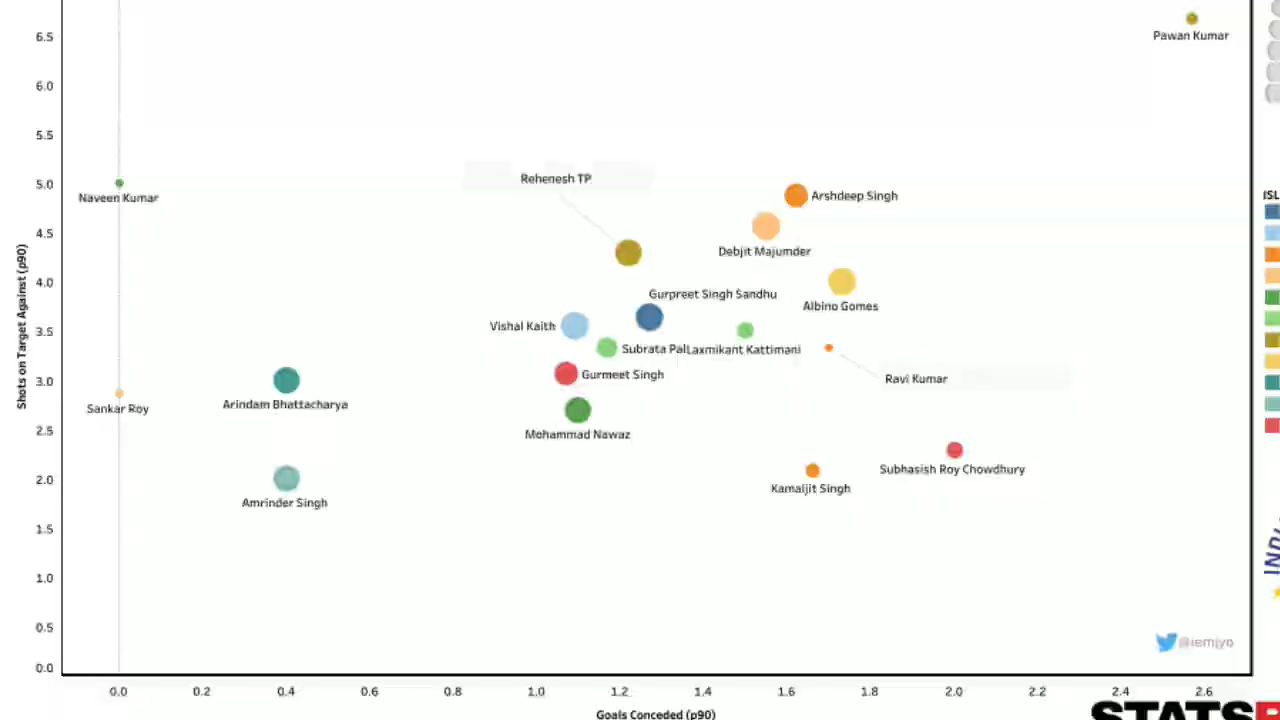 6.5
Pawan Kumar
6.0
5.5
5.0
Rehenesh TP
Naveen Kumar
Arshdeep Singh
ISL
4.5
Debjit Majumder
4.0
Gurpreet Singh Sandhu
Albino Gomes
3.5
Vishal Kaith
Subrata Pal
Laxmikant Kattimani
Shots on Target Against (p90)
3.0
Gurmeet Singh
Ravi Kumar
Sankar Roy
Arindam Bhattacharya
2.5
Mohammad Nawaz
Subhasish Roy Chowdhury
2.0
Kamaljit Singh
Amrinder Singh
1.5
1.0
0.5
@iemjyo
0.0
0.0 0.2 0.4 0.6 0.8 1.0 1.2 1.4 1.6 1.8 2.0 2.2 2.4 2.6
Goals Conceded (p90)